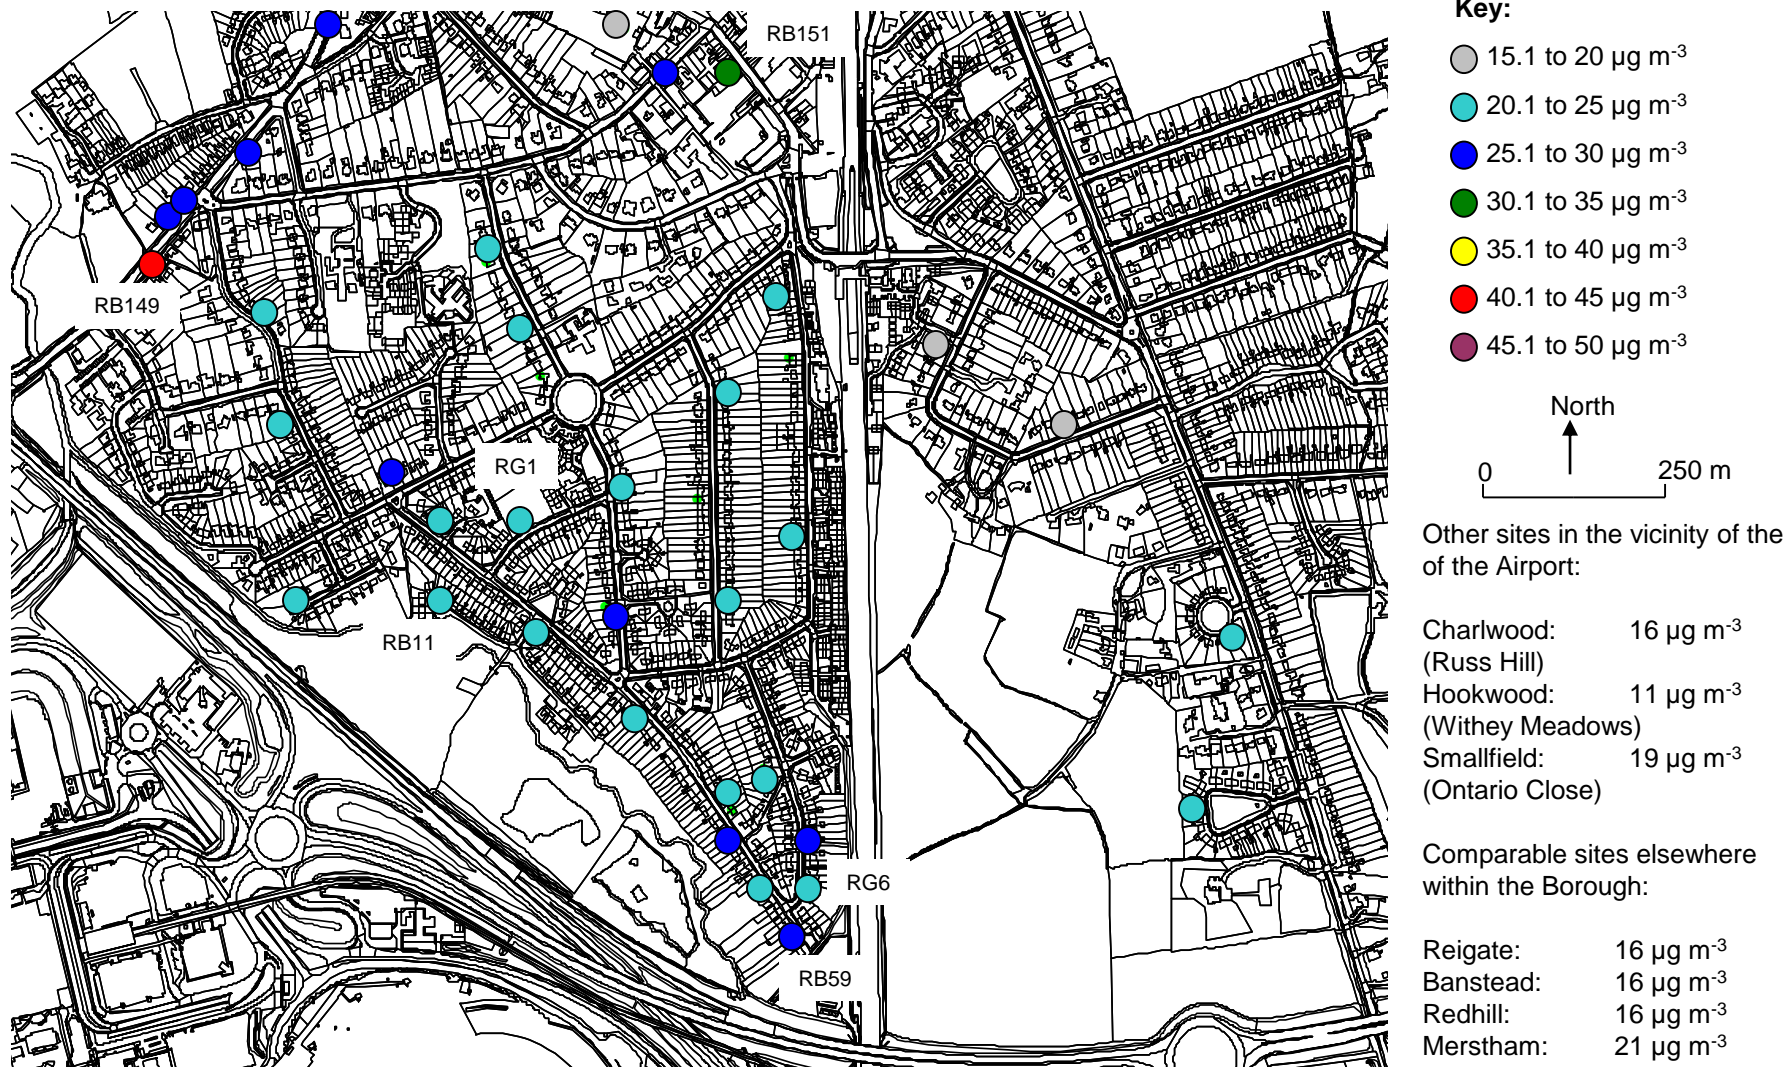 Key:
15.1 to 20 µg m-3
20.1 to 25 µg m-3
25.1 to 30 µg m-3
30.1 to 35 µg m-3
35.1 to 40 µg m-3
40.1 to 45 µg m-3
45.1 to 50 µg m-3
North
0 250 m
Other sites in the vicinity of the
of the Airport:
Charlwood: 16 µg m-3
(Russ Hill)
Hookwood: 11 µg m-3
(Withey Meadows)
Smallfield: 19 µg m-3
(Ontario Close)
Comparable sites elsewhere
within the Borough:
Reigate: 16 µg m-3
Banstead: 16 µg m-3
Redhill: 16 µg m-3
Merstham: 21 µg m-3
RB151
RB149
RG1
RB11
RG6
RB59